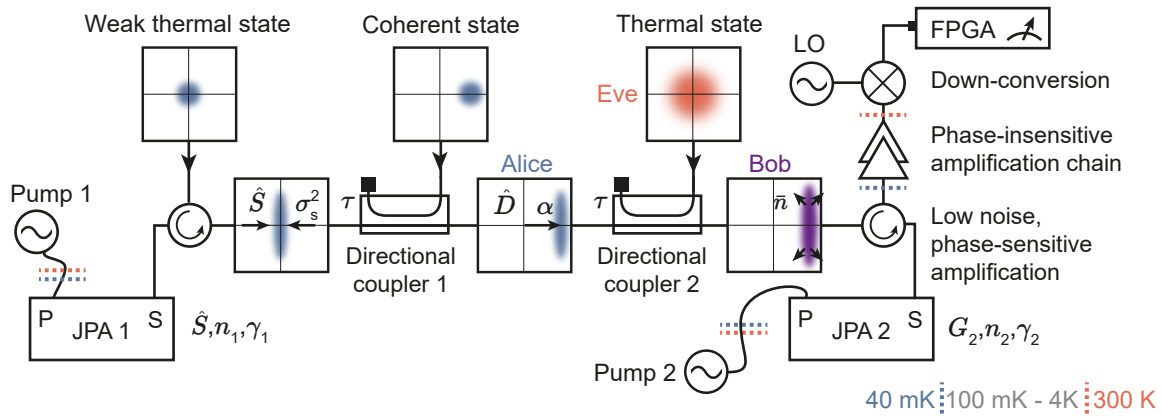 Weak thermal state
Coherent state
Thermal state
LO
FPGA
Eve
Down-conversion
Phase-insensitive
amplification chain
Alice
Bob
Pump 1
Ŝ
σ²ₛ
τ
D̂
α
τ
n̄
Directional
coupler 1
Directional
coupler 2
Low noise,
phase-sensitive
amplification
P
S
JPA 1
Ŝ,n₁,γ₁
P
S
JPA 2
G₂,n₂,γ₂
Pump 2
40 mK 100 mK - 4K 300 K